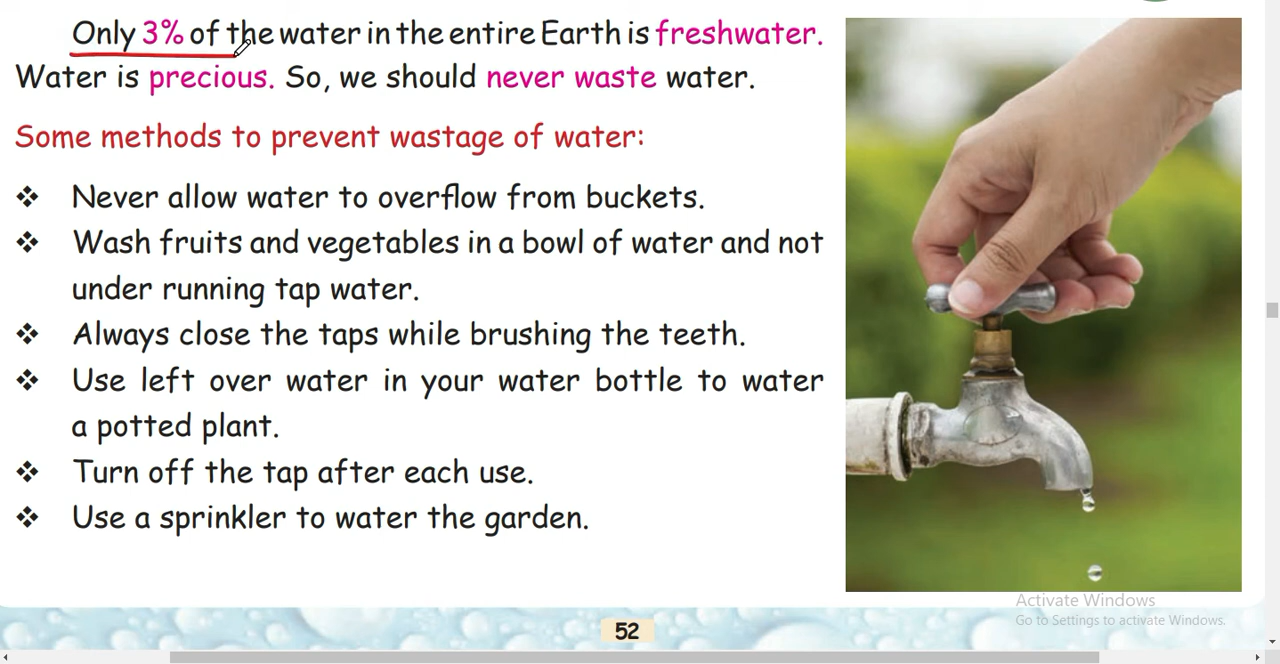 Only 3% of the water in the entire Earth is freshwater.
Water is precious. So, we should never waste water.
Some methods to prevent wastage of water:
❖ Never allow water to overflow from buckets.
❖ Wash fruits and vegetables in a bowl of water and not
under running tap water.
❖ Always close the taps while brushing the teeth.
❖ Use left over water in your water bottle to water
a potted plant.
❖ Turn off the tap after each use.
❖ Use a sprinkler to water the garden.
Activate Windows
Go to Settings to activate Windows.
52